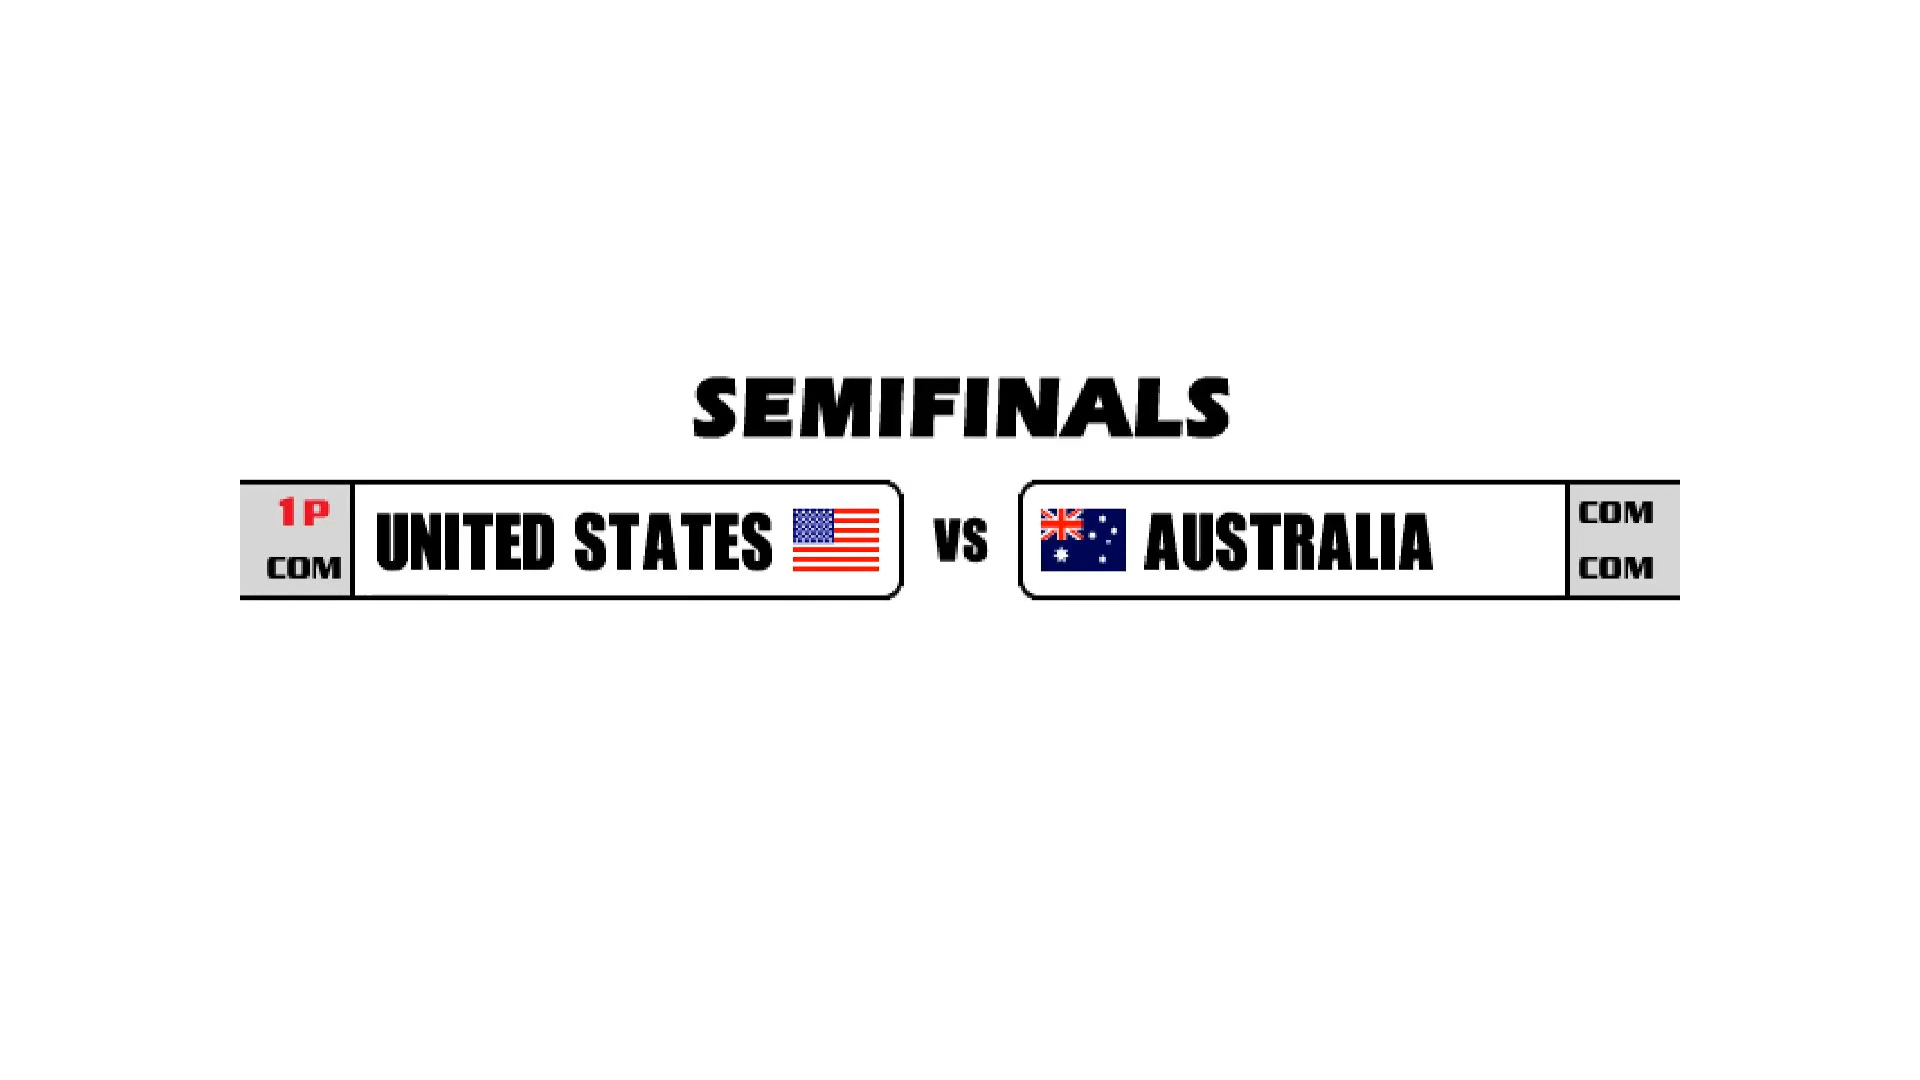 SEMIFINALS
1P
COM
UNITED STATES
VS
AUSTRALIA
COM
COM